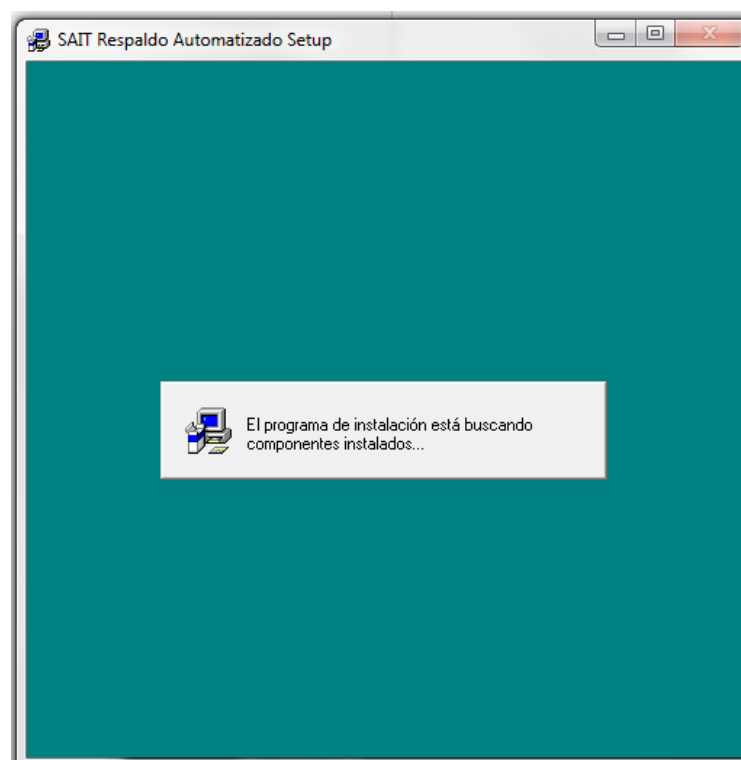 SAIT Respaldo Automatizado Setup
El programa de instalación está buscando
componentes instalados...